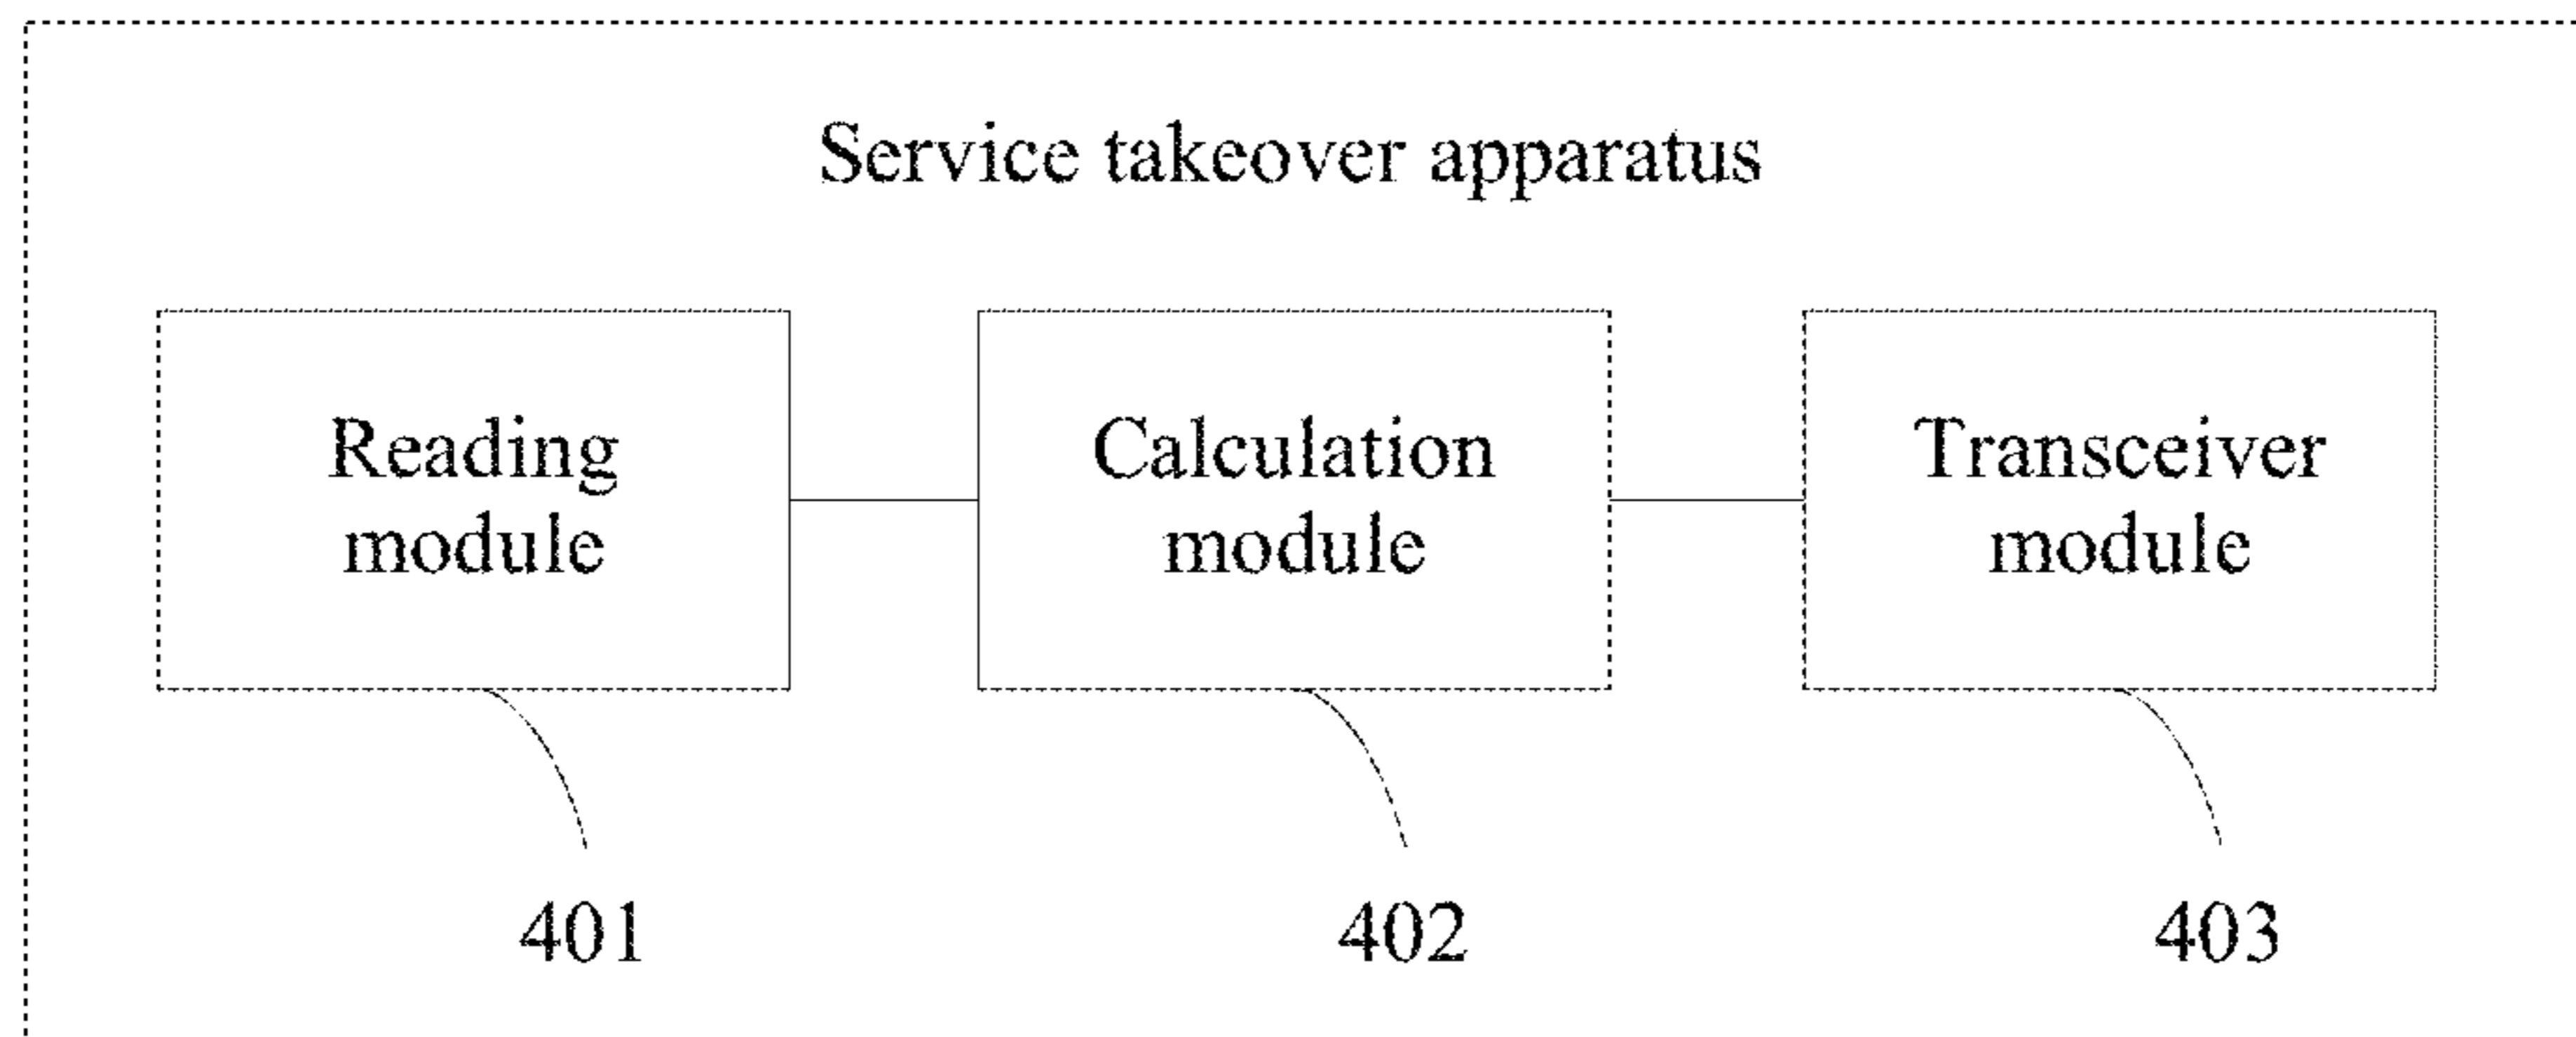 Service takeover apparatus
Reading
module
Calculation
module
Transceiver
module
401
402
403